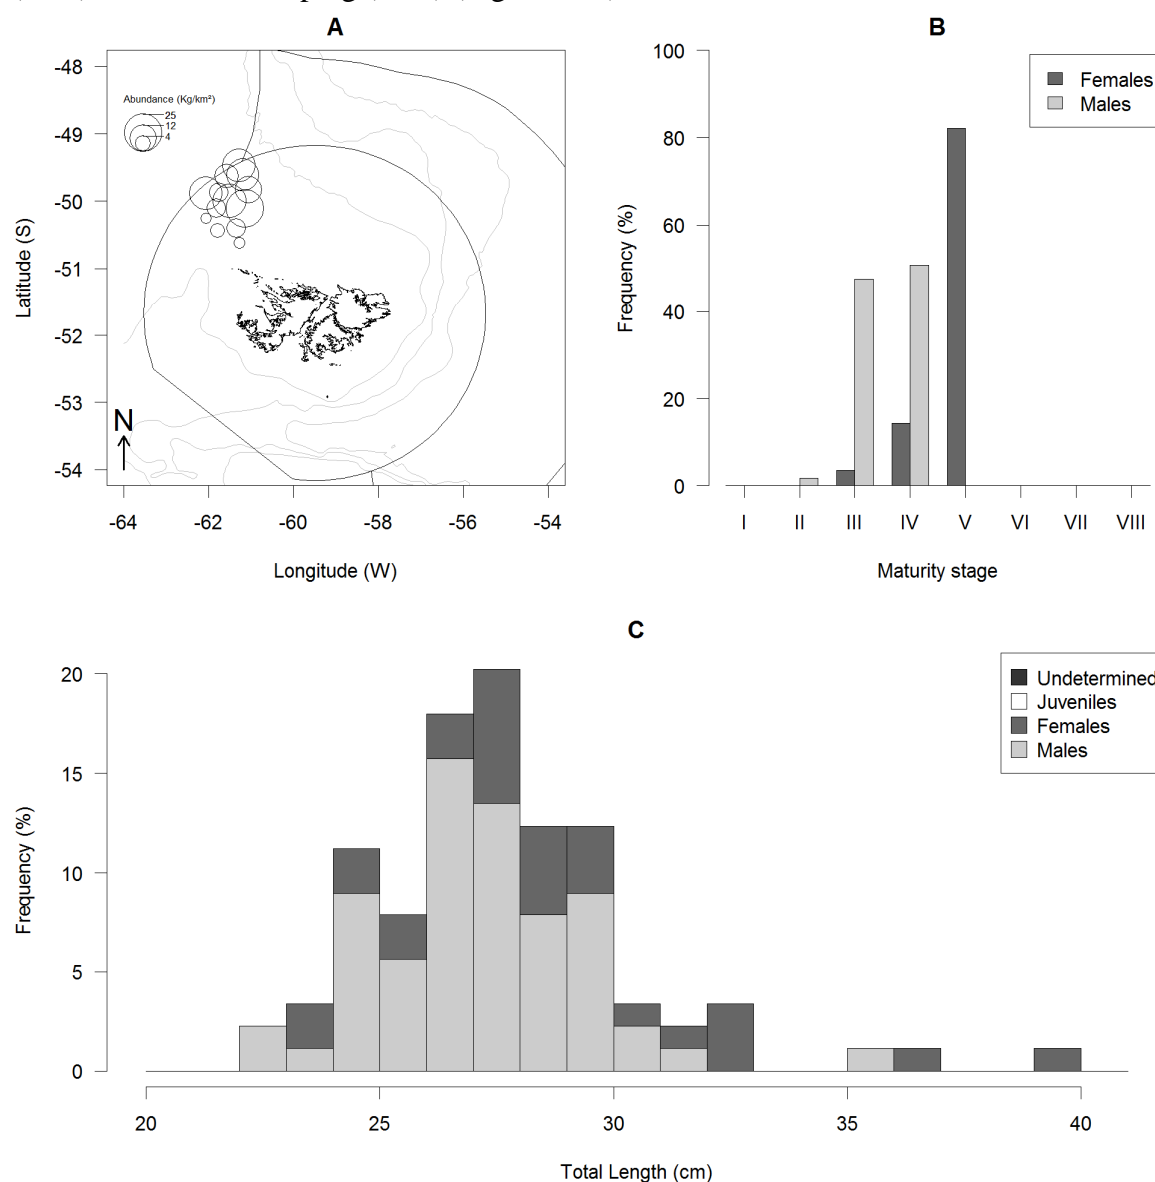 A
-48
-49
-50
-51
-52
-53
-54
Latitude (S)
Abundance (Kg/km²)
25
12
4
N
-64 -62 -60 -58 -56 -54
Longitude (W)
B
100
80
60
40
20
0
Frequency (%)
Females
Males
I II III IV V VI VII VIII
Maturity stage
C
20
15
10
5
0
Frequency (%)
Undetermined
Juveniles
Females
Males
20 25 30 35 40
Total Length (cm)